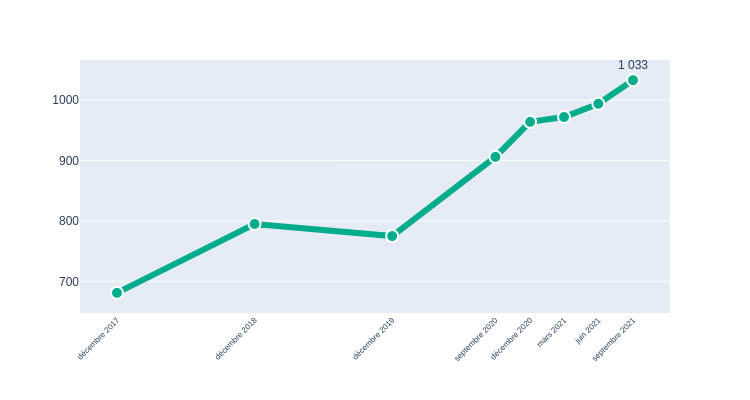 1 033
1000
900
800
700
décembre 2017
décembre 2018
décembre 2019
septembre 2020
décembre 2020
mars 2021
juin 2021
septembre 2021